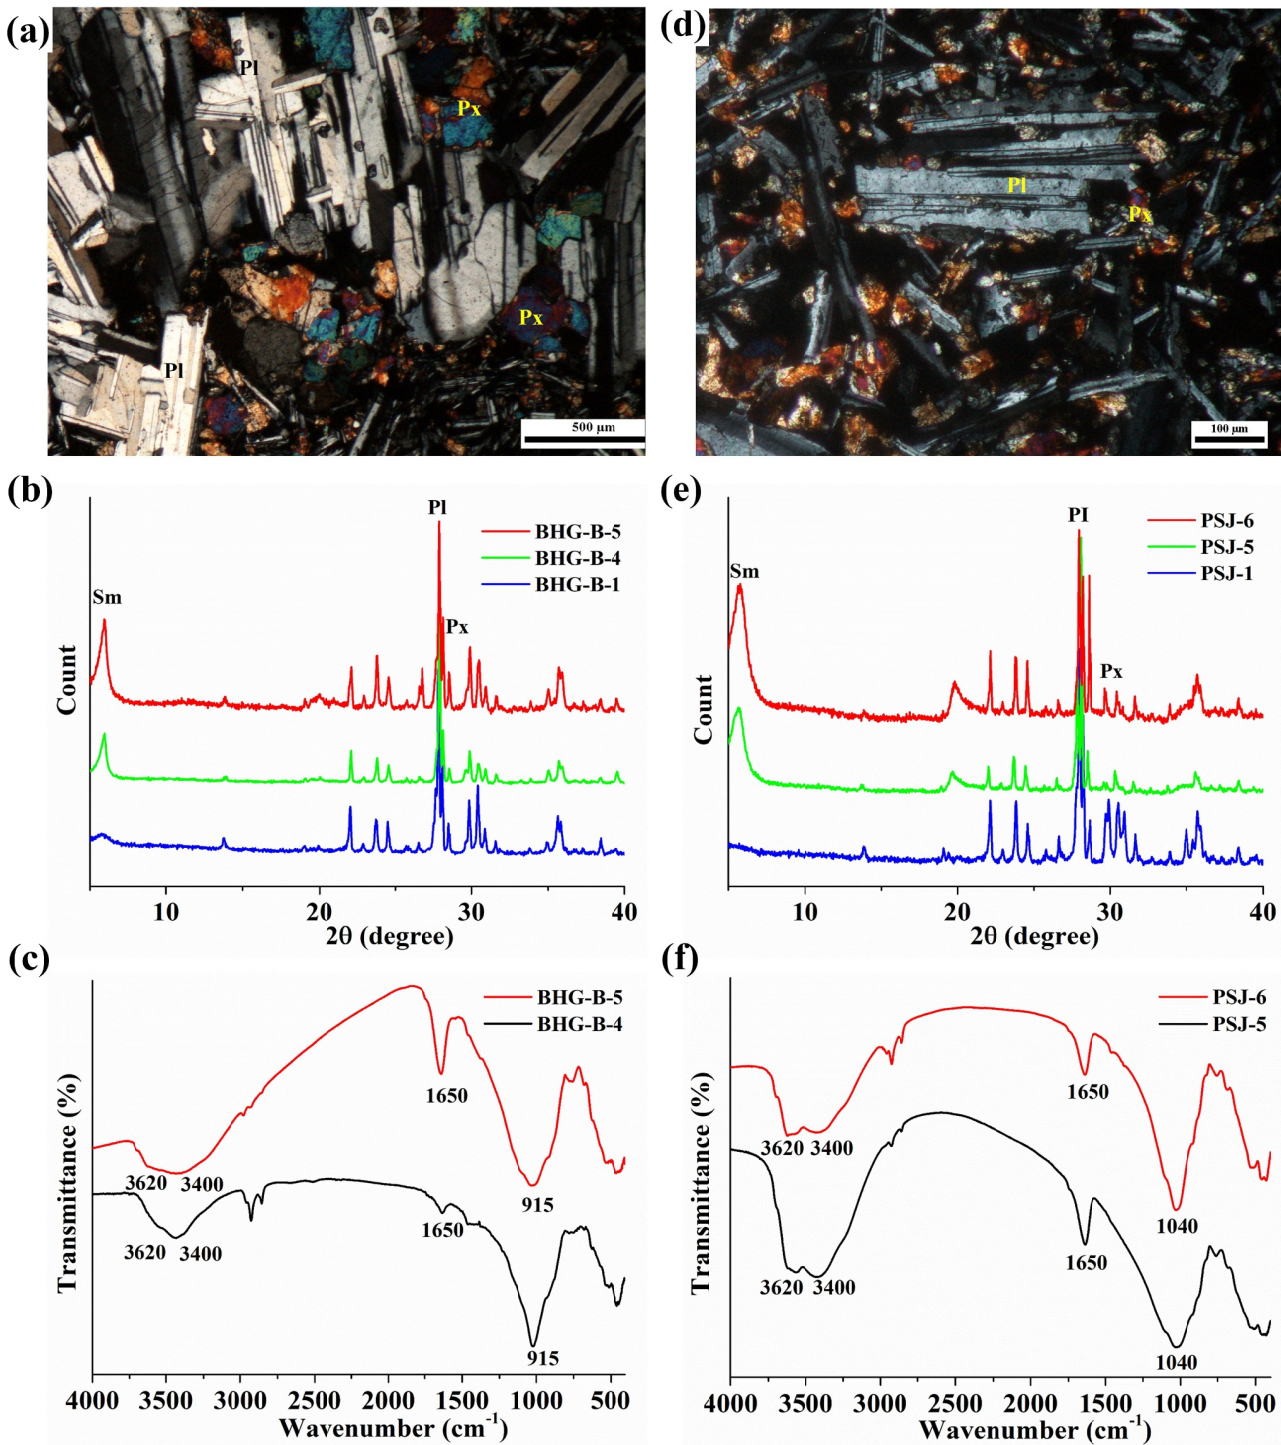 (a)
Pl
Px
Px
Pl
500 μm
(d)
Pl
Px
100 μm
(b)
Sm
Pl
Px
BHG-B-5
BHG-B-4
BHG-B-1
Count
10 20 30 40
2θ (degree)
(e)
Sm
PI
Px
PSJ-6
PSJ-5
PSJ-1
Count
10 20 30 40
2θ (degree)
(c)
BHG-B-5
BHG-B-4
1650
3620 3400
915
1650
3620 3400
915
Transmittance (%)
4000 3500 3000 2500 2000 1500 1000 500
Wavenumber (cm⁻¹)
(f)
PSJ-6
PSJ-5
1650
3620 3400
1040
1650
3620 3400
1040
Transmittance (%)
4000 3500 3000 2500 2000 1500 1000 500
Wavenumber (cm⁻¹)